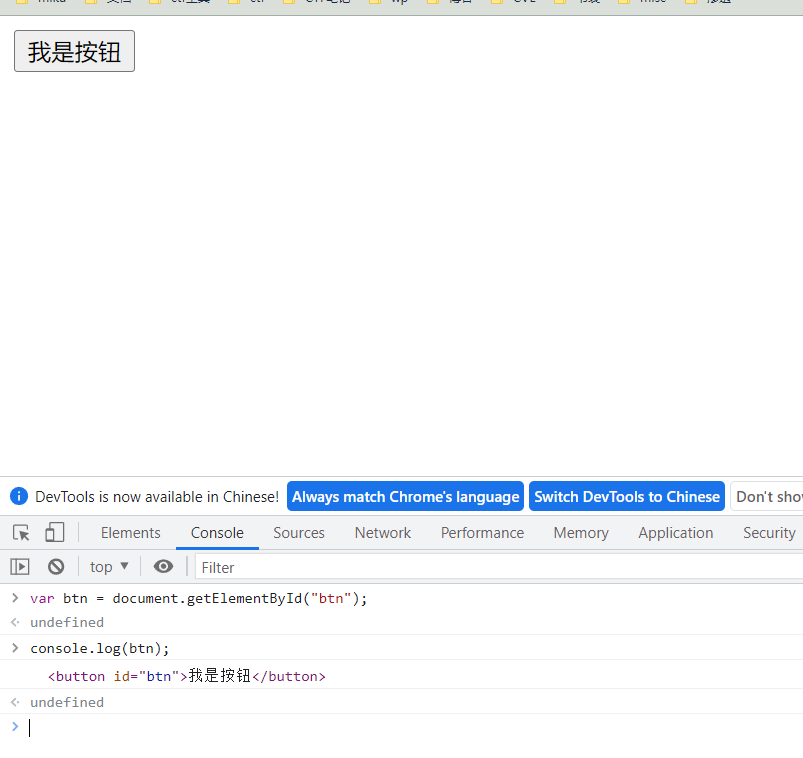 我是按钮
DevTools is now available in Chinese! Always match Chrome's language Switch DevTools to Chinese Don't sho
Elements Console Sources Network Performance Memory Application Security
top Filter
var btn = document.getElementById("btn");
undefined
console.log(btn);
<button id="btn">我是按钮</button>
undefined